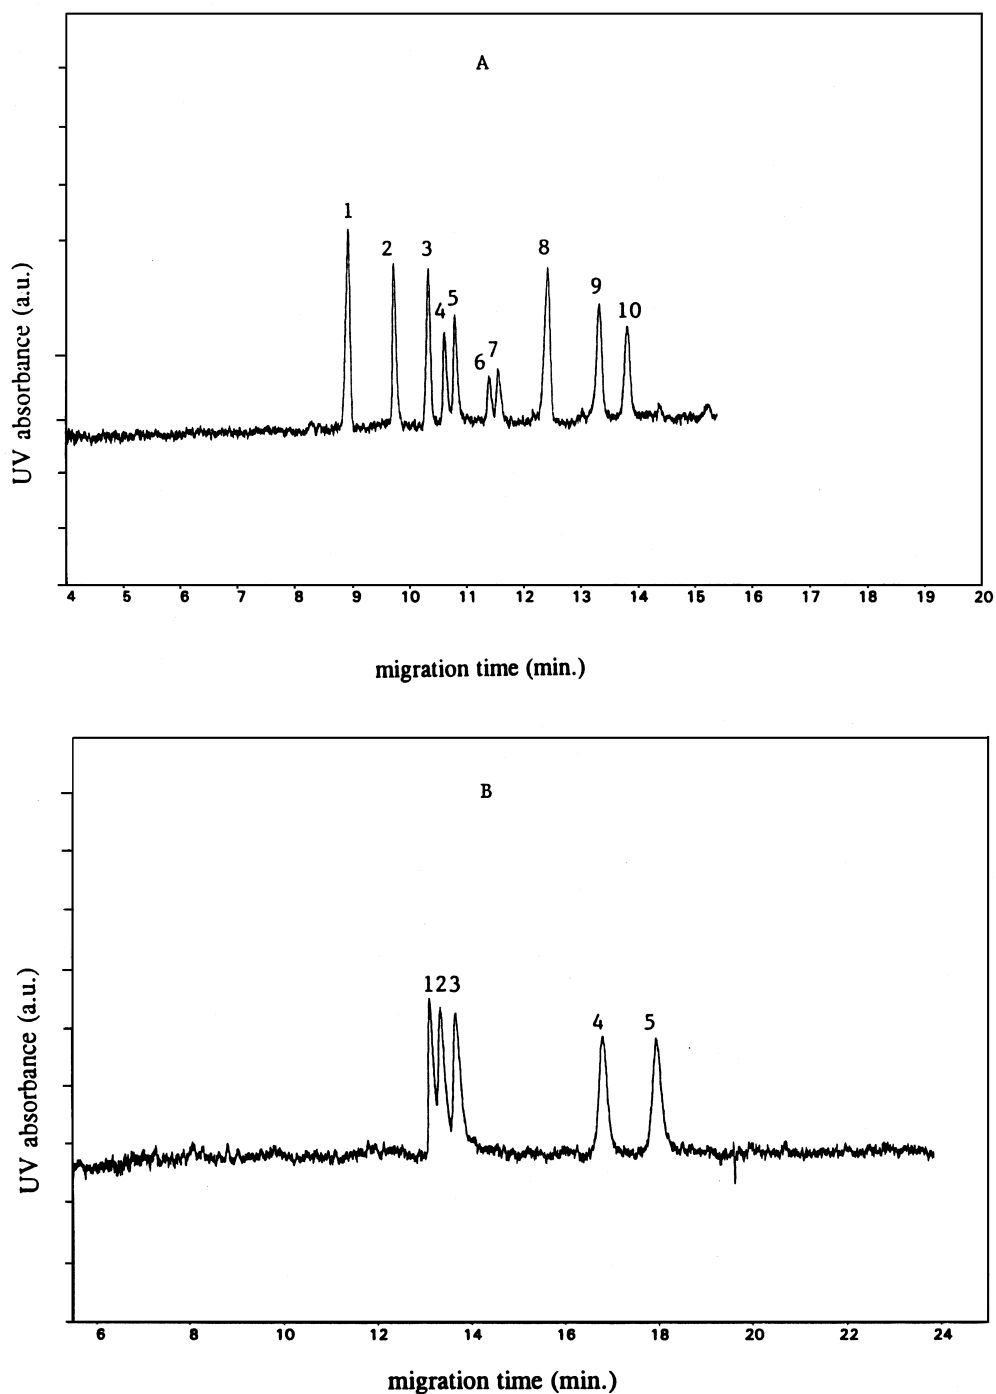 A
1
2 3 8
4 5 9 10
6 7
UV absorbance (a.u.)
4 5 6 7 8 9 10 11 12 13 14 15 16 17 18 19 20
migration time (min.)
B
123
4 5
UV absorbance (a.u.)
6 8 10 12 14 16 18 20 22 24
migration time (min.)